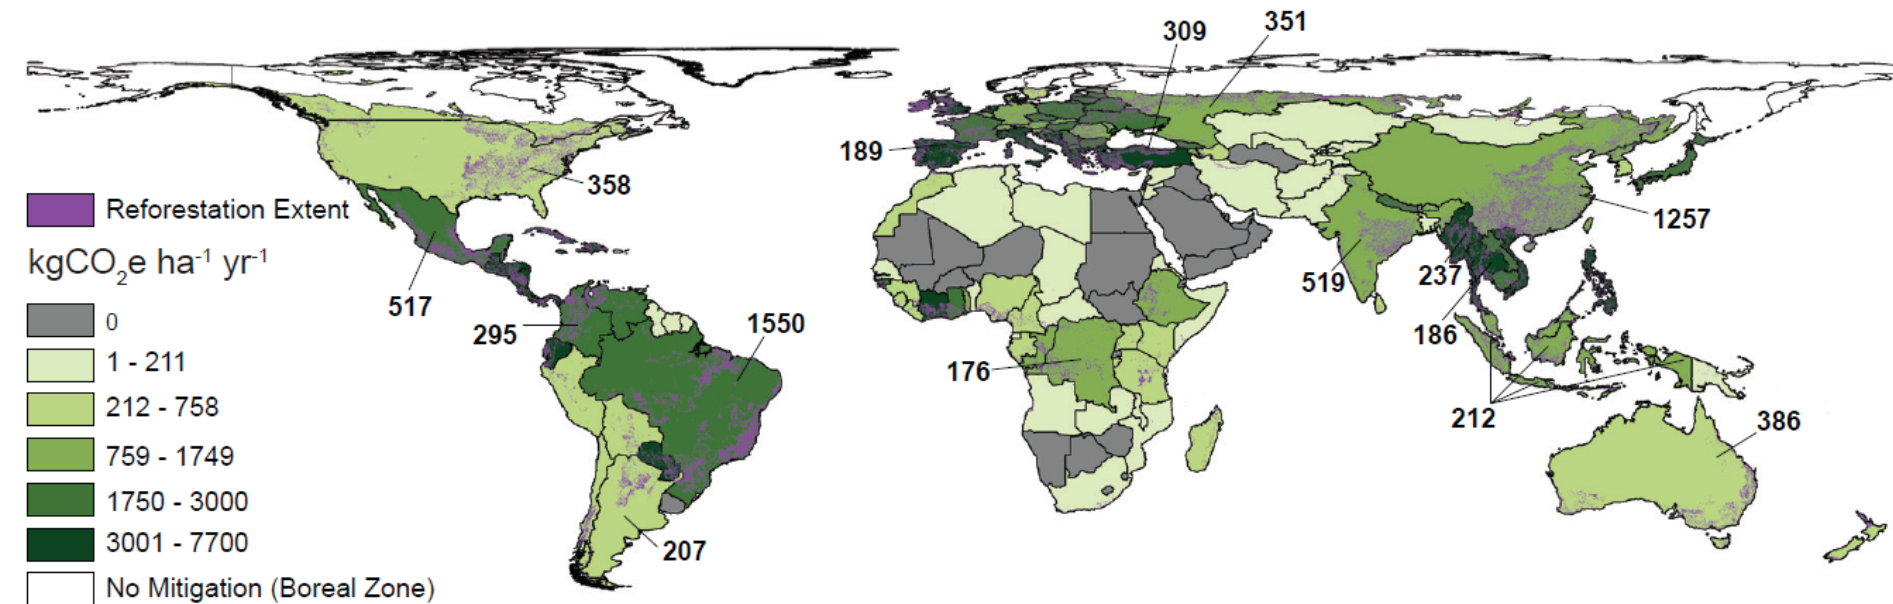 309
351
189
358
Reforestation Extent
kgCO₂e ha⁻¹ yr⁻¹
1257
519
237
517
0
295
1550
186
1 - 211
176
212 - 758
212
386
759 - 1749
1750 - 3000
3001 - 7700
207
No Mitigation (Boreal Zone)